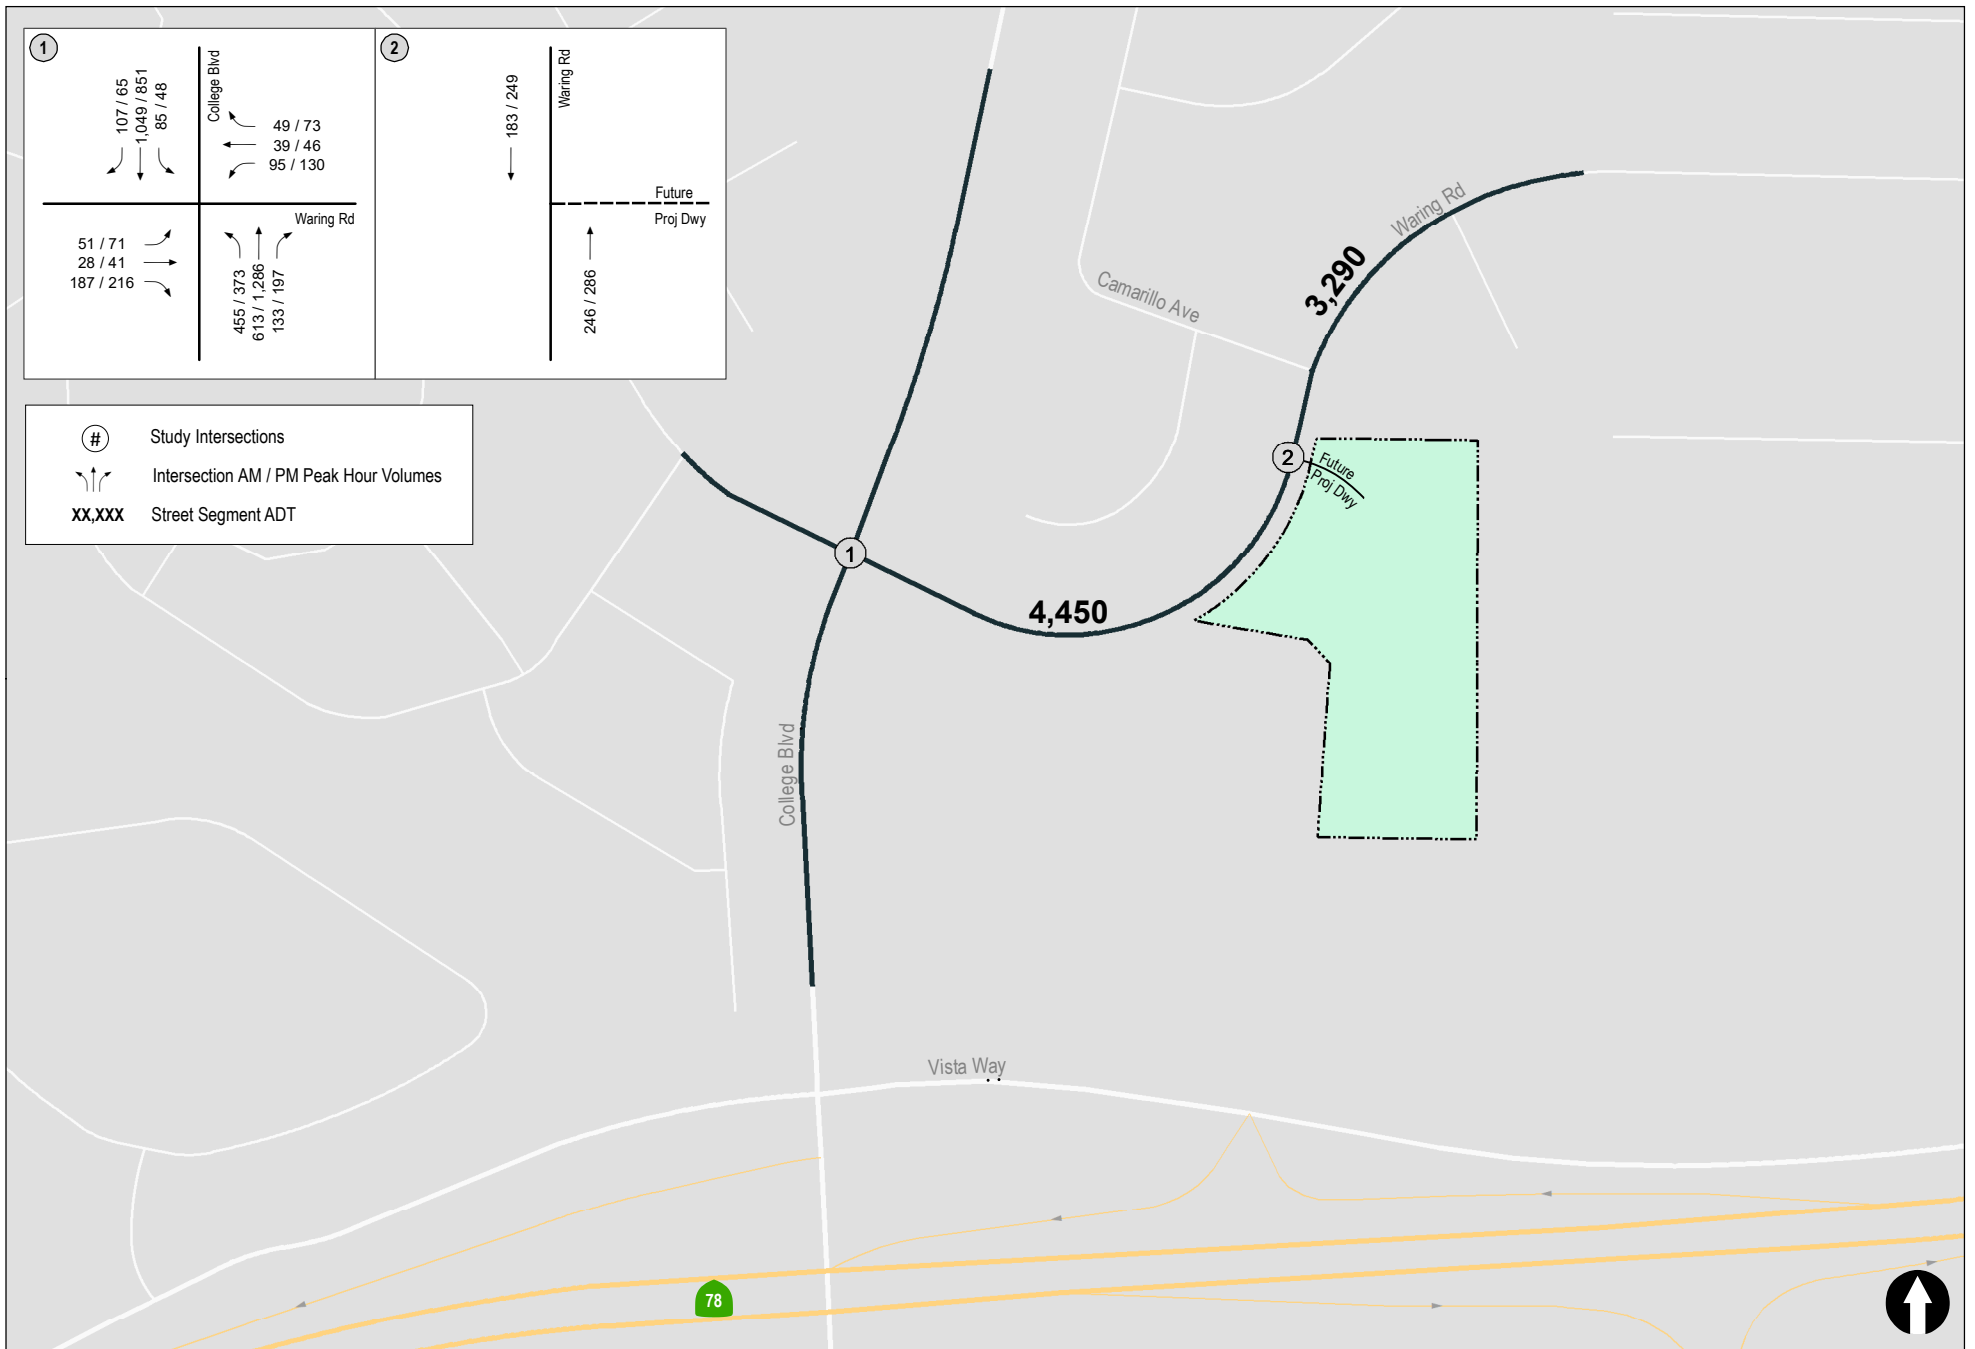 1
College Blvd
107 / 65
1,049 / 851
85 / 48
49 / 73
39 / 46
95 / 130
Waring Rd
51 / 71
28 / 41
187 / 216
455 / 373
613 / 1,286
133 / 197
2
Waring Rd
183 / 249
Future
Proj Dwy
246 / 286
# Study Intersections
Intersection AM / PM Peak Hour Volumes
XX,XXX Street Segment ADT
Waring Rd
3,290
Camarillo Ave
2
Future
Proj Dwy
1
4,450
College Blvd
Vista Way
78